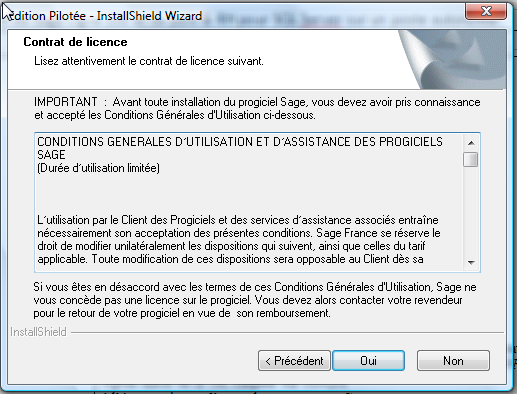 Edition Pilotée - InstallShield Wizard
Contrat de licence
Lisez attentivement le contrat de licence suivant.
IMPORTANT : Avant toute installation du progiciel Sage, vous devez avoir pris connaissance
et accepté les Conditions Générales d'Utilisation ci-dessous.
CONDITIONS GENERALES D´UTILISATION ET D´ASSISTANCE DES PROGICIELS
SAGE
(Durée d´utilisation limitée)
L´utilisation par le Client des Progiciels et des services d´assistance associés entraîne
nécessairement son acceptation des présentes conditions. Sage France se réserve le
droit de modifier unilatéralement les dispositions qui suivent, ainsi que celles du tarif
applicable. Toute modification de ces dispositions sera opposable au Client dès sa
Si vous êtes en désaccord avec les termes de ces Conditions Générales d'Utilisation, Sage ne
vous concède pas une licence sur le progiciel. Vous devez alors contacter votre revendeur
pour le retour de votre progiciel en vue de son remboursement.
InstallShield
< Précédent Oui Non